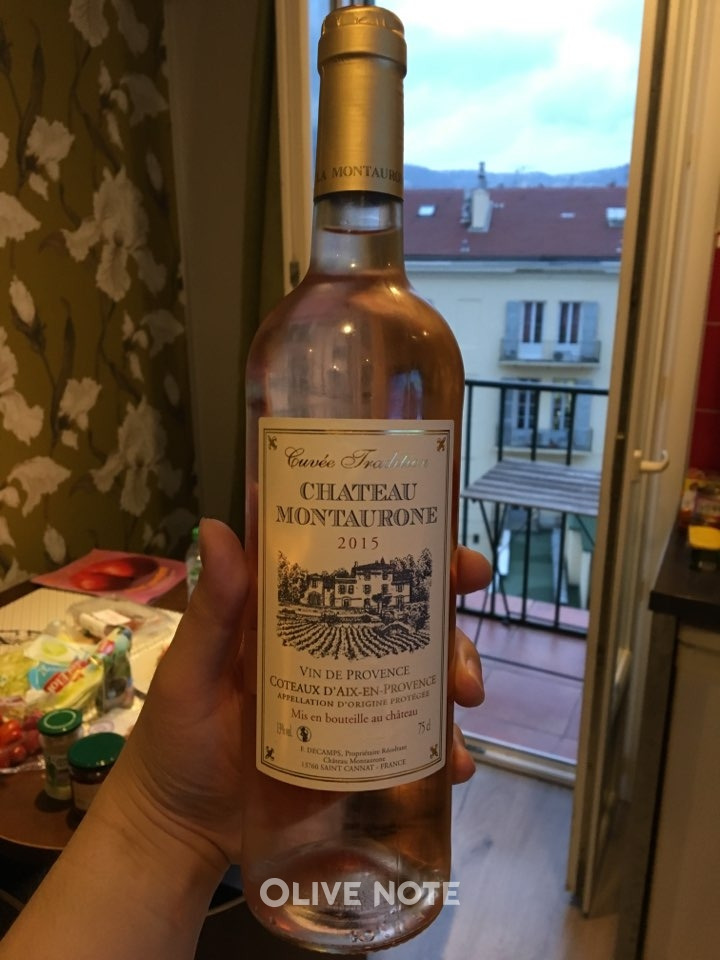 LA MONTAURONE
Cuvée Tradition
CHATEAU
MONTAURONE
2015
VIN DE PROVENCE
COTEAUX D'AIX-EN-PROVENCE
APPELLATION D'ORIGINE PROTÉGÉE
Mis en bouteille au château
13% vol. 75 cl
F. DECAMPS, Propriétaire Récoltant
Château Montaurone
13760 SAINT CANNAT - FRANCE
OLIVE NOTE